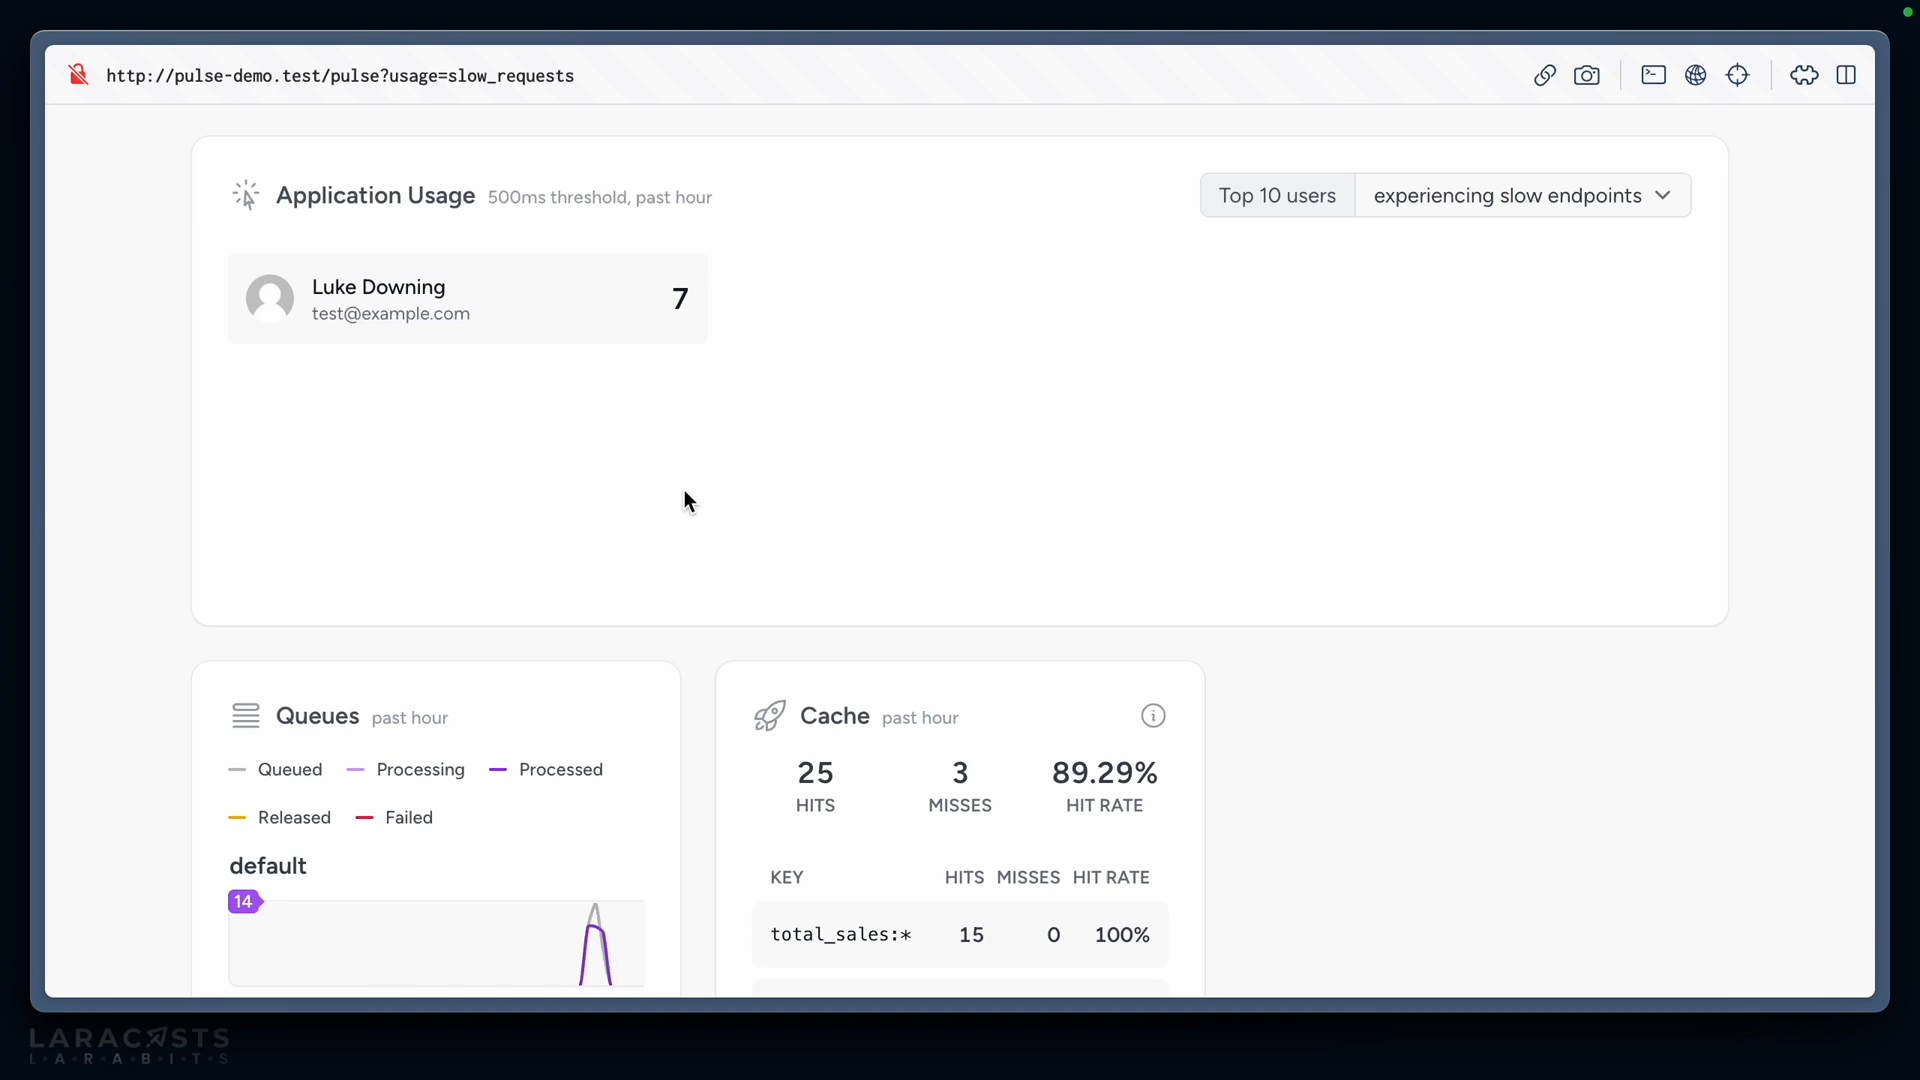 http://pulse-demo.test/pulse?usage=slow_requests
Application Usage 500ms threshold, past hour
Top 10 users experiencing slow endpoints
Luke Downing
test@example.com
7
Queues past hour
Queued Processing Processed
Released Failed
default
14
Cache past hour
25 3 89.29%
HITS MISSES HIT RATE
KEY HITS MISSES HIT RATE
total_sales:* 15 0 100%
LARACASTS
L·A·R·A·B·I·T·S